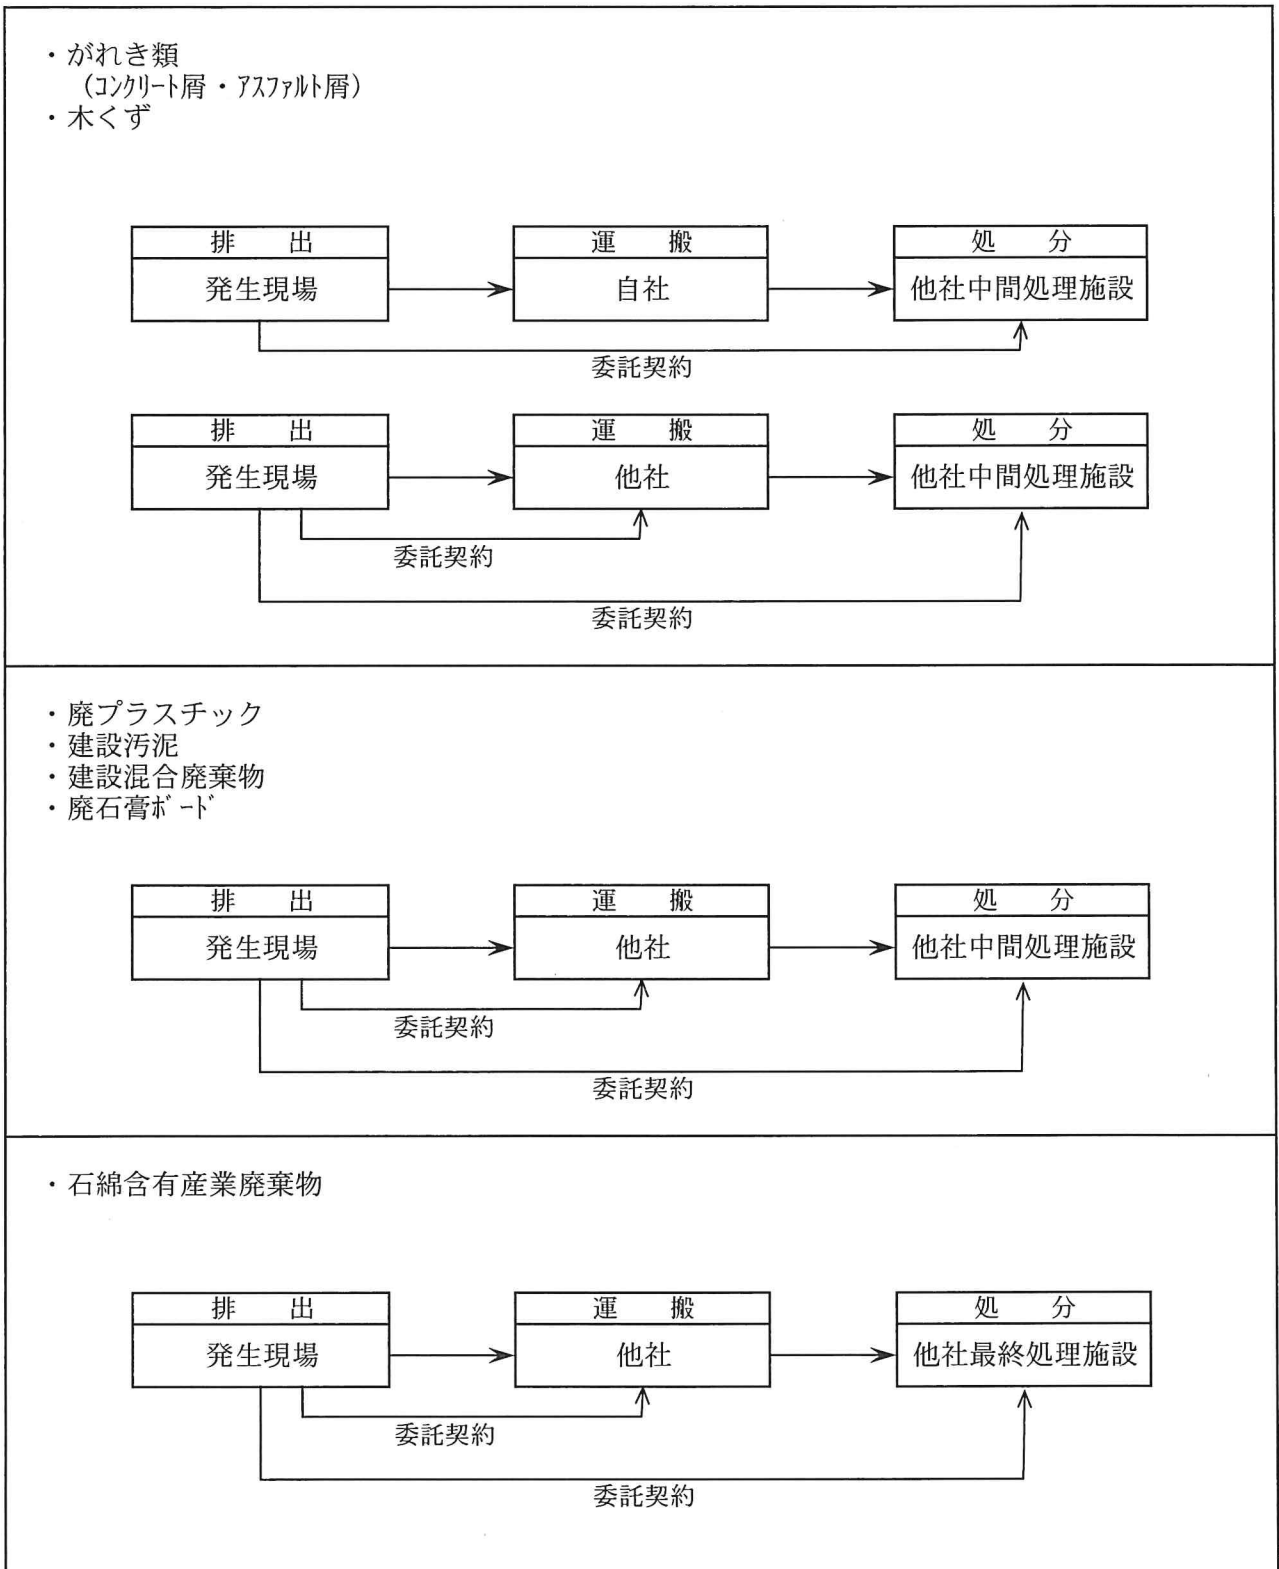 ・がれき類
（ｺﾝｸﾘｰﾄ屑・ｱｽﾌｧﾙﾄ屑）
・木くず
排　出　運　搬　処　分
発生現場　自社　他社中間処理施設
委託契約
排　出　運　搬　処　分
発生現場　他社　他社中間処理施設
委託契約
委託契約
・廃プラスチック
・建設汚泥
・建設混合廃棄物
・廃石膏ﾎﾞｰﾄﾞ
排　出　運　搬　処　分
発生現場　他社　他社中間処理施設
委託契約
委託契約
・石綿含有産業廃棄物
排　出　運　搬　処　分
発生現場　他社　他社最終処理施設
委託契約
委託契約